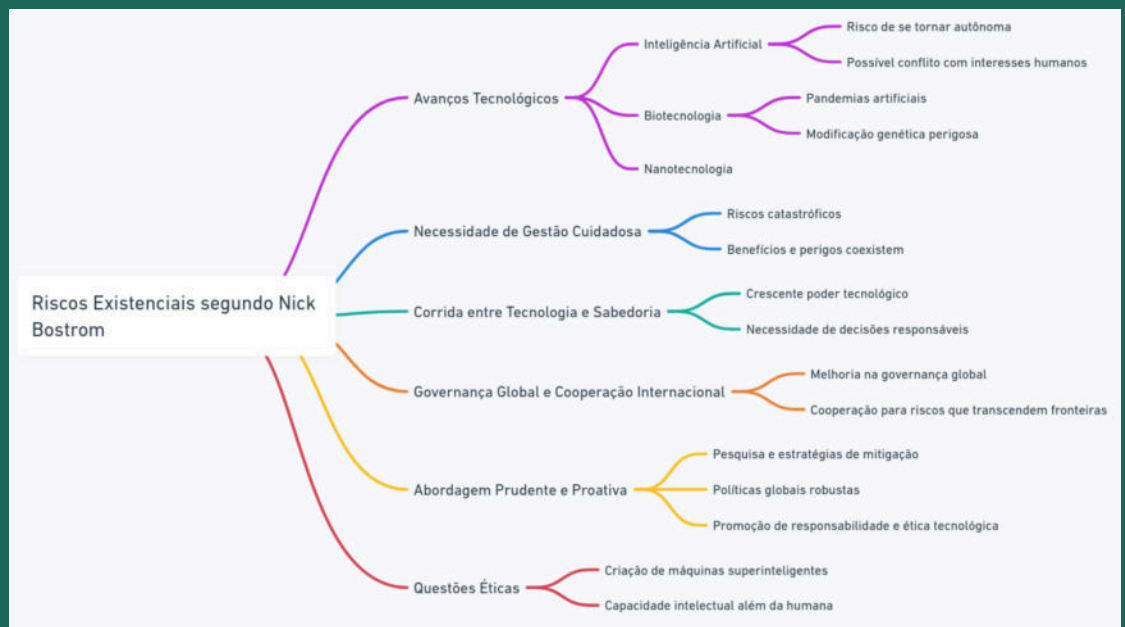 Riscos Existenciais segundo Nick
Bostrom
Avanços Tecnológicos
Inteligência Artificial
Risco de se tornar autônoma
Possível conflito com interesses humanos
Biotecnologia
Pandemias artificiais
Modificação genética perigosa
Nanotecnologia
Necessidade de Gestão Cuidadosa
Riscos catastróficos
Benefícios e perigos coexistem
Corrida entre Tecnologia e Sabedoria
Crescente poder tecnológico
Necessidade de decisões responsáveis
Governança Global e Cooperação Internacional
Melhoria na governança global
Cooperação para riscos que transcendem fronteiras
Abordagem Prudente e Proativa
Pesquisa e estratégias de mitigação
Políticas globais robustas
Promoção de responsabilidade e ética tecnológica
Questões Éticas
Criação de máquinas superinteligentes
Capacidade intelectual além da humana